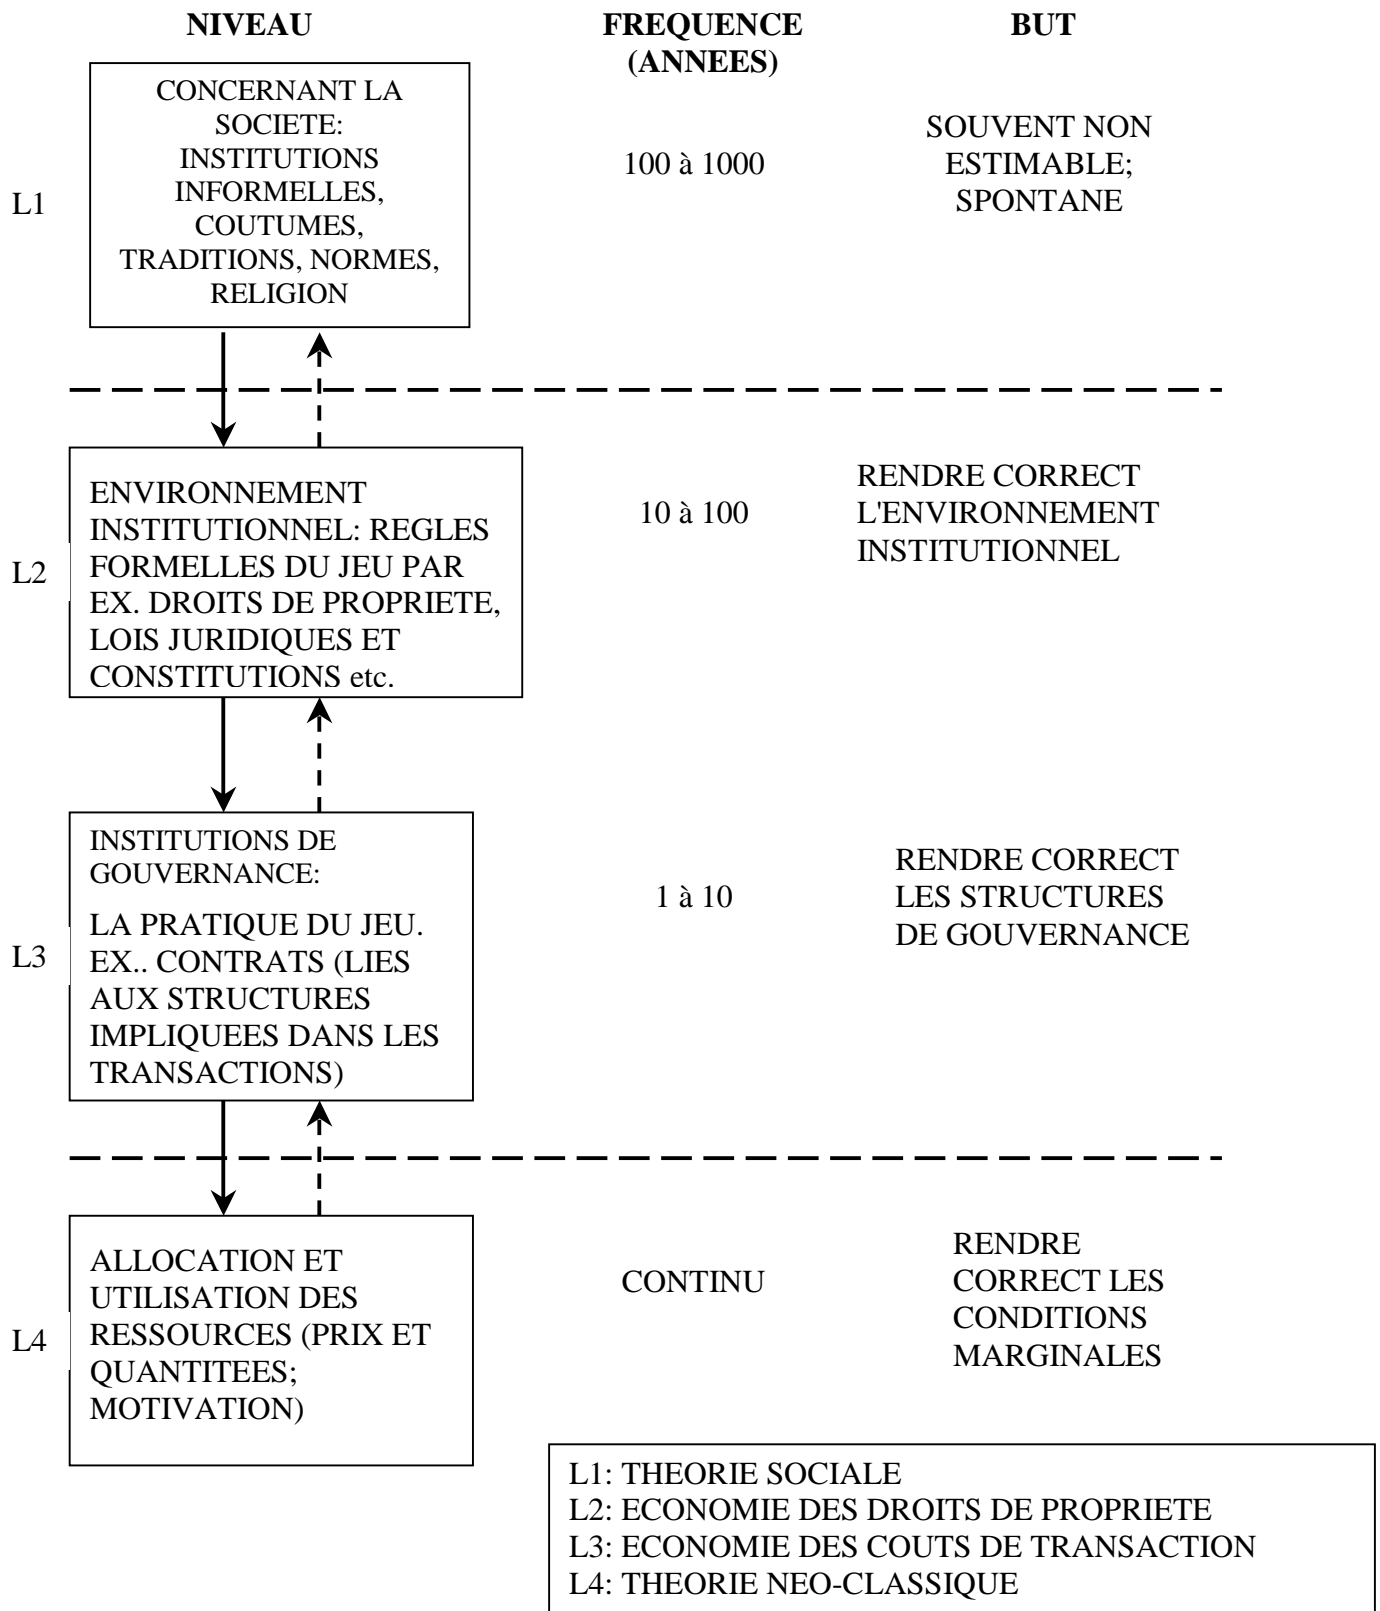 NIVEAU
FREQUENCE
(ANNEES)
BUT
L1
CONCERNANT LA
SOCIETE:
INSTITUTIONS
INFORMELLES,
COUTUMES,
TRADITIONS, NORMES,
RELIGION
100 à 1000
SOUVENT NON
ESTIMABLE;
SPONTANE
L2
ENVIRONNEMENT
INSTITUTIONNEL: REGLES
FORMELLES DU JEU PAR
EX. DROITS DE PROPRIETE,
LOIS JURIDIQUES ET
CONSTITUTIONS etc.
10 à 100
RENDRE CORRECT
L'ENVIRONNEMENT
INSTITUTIONNEL
L3
INSTITUTIONS DE
GOUVERNANCE:
LA PRATIQUE DU JEU.
EX.. CONTRATS (LIES
AUX STRUCTURES
IMPLIQUEES DANS LES
TRANSACTIONS)
1 à 10
RENDRE CORRECT
LES STRUCTURES
DE GOUVERNANCE
L4
ALLOCATION ET
UTILISATION DES
RESSOURCES (PRIX ET
QUANTITEES;
MOTIVATION)
CONTINU
RENDRE
CORRECT LES
CONDITIONS
MARGINALES
L1: THEORIE SOCIALE
L2: ECONOMIE DES DROITS DE PROPRIETE
L3: ECONOMIE DES COUTS DE TRANSACTION
L4: THEORIE NEO-CLASSIQUE